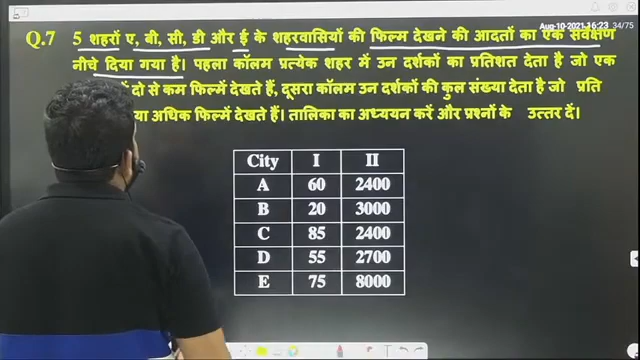 Aug-10-2021 16:23 34/75
Q.7 5 शहरों ए, बी, सी, डी और ई के शहरवासियों की फिल्म देखने की आदतों का एक सर्वेक्षण
नीचे दिया गया है। पहला कॉलम प्रत्येक शहर में उन दर्शकों का प्रतिशत देता है जो एक
दो से कम फिल्में देखते हैं, दूसरा कॉलम उन दर्शकों की कुल संख्या देता है जो प्रति
या अधिक फिल्में देखते हैं। तालिका का अध्ययन करें और प्रश्नों के उत्तर दें।
City I II
A 60 2400
B 20 3000
C 85 2400
D 55 2700
E 75 8000